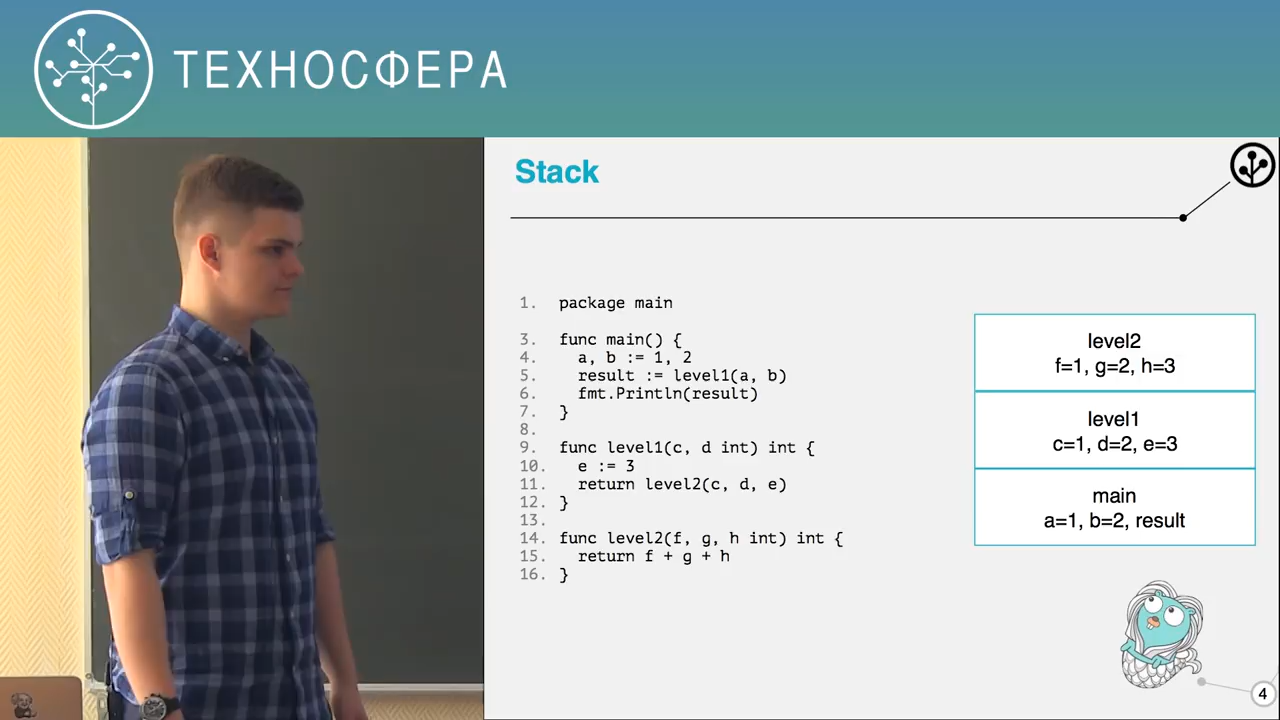 ТЕХНОСФЕРА
Stack
1. package main
3. func main() {
4. a, b := 1, 2
5. result := level1(a, b)
6. fmt.Println(result)
7. }
8.
9. func level1(c, d int) int {
10. e := 3
11. return level2(c, d, e)
12. }
13.
14. func level2(f, g, h int) int {
15. return f + g + h
16. }
level2
f=1, g=2, h=3
level1
c=1, d=2, e=3
main
a=1, b=2, result
4